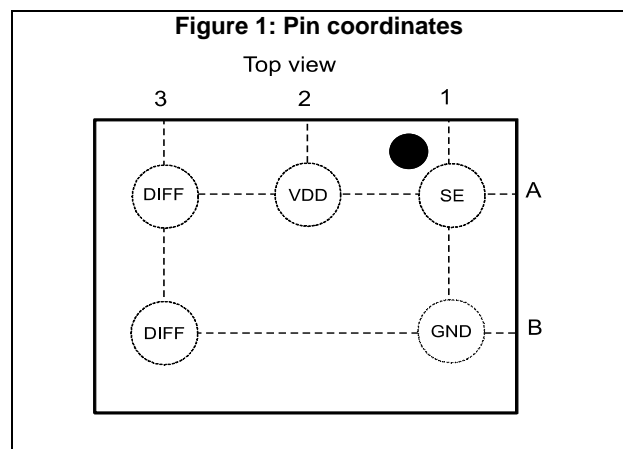 Figure 1: Pin coordinates
Top view
3 2 1
DIFF VDD SE A
DIFF GND B